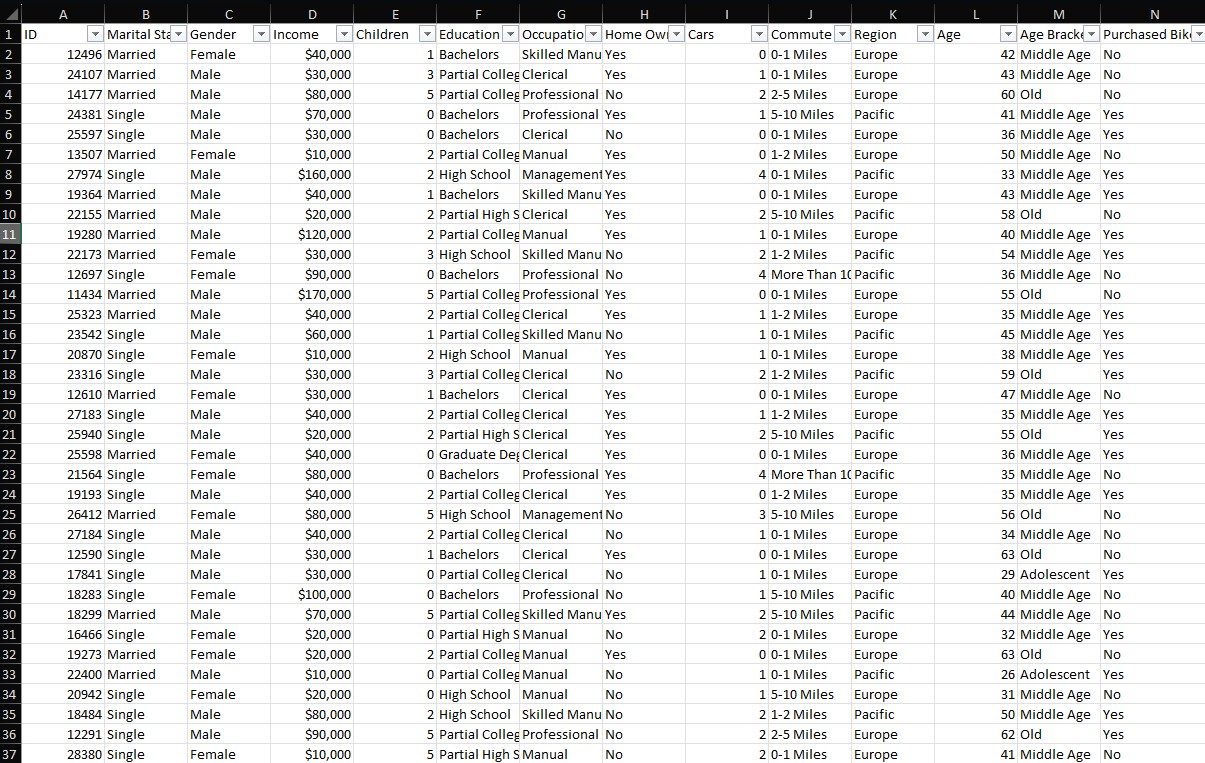 A B C D E F G H I J K L M N
1 ID Marital Sta Gender Income Children Education Occupatio Home Ow Cars Commute Region Age Age Bracke Purchased Bik
2 12496 Married Female $40,000 1 Bachelors Skilled Manu Yes 0 0-1 Miles Europe 42 Middle Age No
3 24107 Married Male $30,000 3 Partial Colleg Clerical Yes 1 0-1 Miles Europe 43 Middle Age No
4 14177 Married Male $80,000 5 Partial Colleg Professional No 2 2-5 Miles Europe 60 Old No
5 24381 Single Male $70,000 0 Bachelors Professional Yes 1 5-10 Miles Pacific 41 Middle Age Yes
6 25597 Single Male $30,000 0 Bachelors Clerical No 0 0-1 Miles Europe 36 Middle Age Yes
7 13507 Married Female $10,000 2 Partial Colleg Manual Yes 0 1-2 Miles Europe 50 Middle Age No
8 27974 Single Male $160,000 2 High School Management Yes 4 0-1 Miles Pacific 33 Middle Age Yes
9 19364 Married Male $40,000 1 Bachelors Skilled Manu Yes 0 0-1 Miles Europe 43 Middle Age Yes
10 22155 Married Male $20,000 2 Partial High S Clerical Yes 2 5-10 Miles Pacific 58 Old No
11 19280 Married Male $120,000 2 Partial Colleg Manual Yes 1 0-1 Miles Europe 40 Middle Age Yes
12 22173 Married Female $30,000 3 High School Skilled Manu No 2 1-2 Miles Pacific 54 Middle Age Yes
13 12697 Single Female $90,000 0 Bachelors Professional No 4 More Than 10 Pacific 36 Middle Age No
14 11434 Married Male $170,000 5 Partial Colleg Professional Yes 0 0-1 Miles Europe 55 Old No
15 25323 Married Male $40,000 2 Partial Colleg Clerical Yes 1 1-2 Miles Europe 35 Middle Age Yes
16 23542 Single Male $60,000 1 Partial Colleg Skilled Manu No 1 0-1 Miles Pacific 45 Middle Age Yes
17 20870 Single Female $10,000 2 High School Manual Yes 1 0-1 Miles Europe 38 Middle Age Yes
18 23316 Single Male $30,000 3 Partial Colleg Clerical No 2 1-2 Miles Pacific 59 Old Yes
19 12610 Married Female $30,000 1 Bachelors Clerical Yes 0 0-1 Miles Europe 47 Middle Age No
20 27183 Single Male $40,000 2 Partial Colleg Clerical Yes 1 1-2 Miles Europe 35 Middle Age Yes
21 25940 Single Male $20,000 2 Partial High S Clerical Yes 2 5-10 Miles Pacific 55 Old Yes
22 25598 Married Female $40,000 0 Graduate Deg Clerical Yes 0 0-1 Miles Europe 36 Middle Age Yes
23 21564 Single Female $80,000 0 Bachelors Professional Yes 4 More Than 10 Pacific 35 Middle Age No
24 19193 Single Male $40,000 2 Partial Colleg Clerical Yes 0 1-2 Miles Europe 35 Middle Age Yes
25 26412 Married Female $80,000 5 High School Management No 3 5-10 Miles Europe 56 Old No
26 27184 Single Male $40,000 2 Partial Colleg Clerical No 1 0-1 Miles Europe 34 Middle Age No
27 12590 Single Male $30,000 1 Bachelors Clerical Yes 0 0-1 Miles Europe 63 Old No
28 17841 Single Male $30,000 0 Partial Colleg Clerical No 1 0-1 Miles Europe 29 Adolescent Yes
29 18283 Single Female $100,000 0 Bachelors Professional No 1 5-10 Miles Pacific 40 Middle Age No
30 18299 Married Male $70,000 5 Partial Colleg Skilled Manu Yes 2 5-10 Miles Pacific 44 Middle Age No
31 16466 Single Female $20,000 0 Partial High S Manual No 2 0-1 Miles Europe 32 Middle Age Yes
32 19273 Married Female $20,000 2 Partial Colleg Manual Yes 0 0-1 Miles Europe 63 Old No
33 22400 Married Male $10,000 0 Partial Colleg Manual No 1 0-1 Miles Pacific 26 Adolescent Yes
34 20942 Single Female $20,000 0 High School Manual No 1 5-10 Miles Europe 31 Middle Age No
35 18484 Single Male $80,000 2 High School Skilled Manu No 2 1-2 Miles Pacific 50 Middle Age Yes
36 12291 Single Male $90,000 5 Partial Colleg Professional No 2 2-5 Miles Europe 62 Old Yes
37 28380 Single Female $10,000 5 Partial High S Manual No 2 0-1 Miles Europe 41 Middle Age No